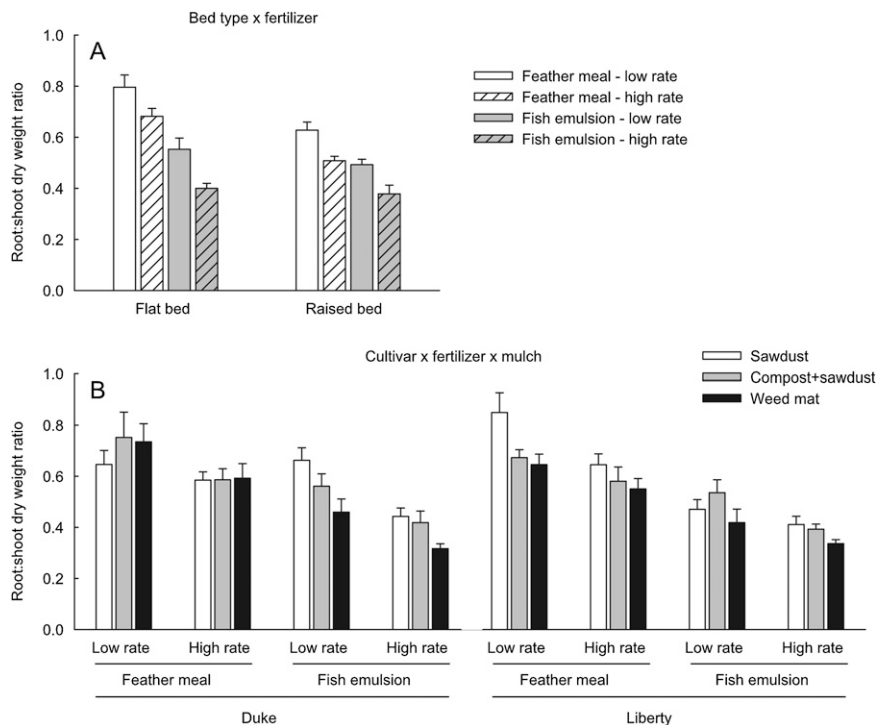 Bed type x fertilizer
A
Root:shoot dry weight ratio
1.0
0.8
0.6
0.4
0.2
0.0
Flat bed Raised bed
Feather meal - low rate
Feather meal - high rate
Fish emulsion - low rate
Fish emulsion - high rate
Cultivar x fertilizer x mulch
B
Root:shoot dry weight ratio
1.0
0.8
0.6
0.4
0.2
0.0
Sawdust
Compost+sawdust
Weed mat
Low rate High rate Low rate High rate Low rate High rate Low rate High rate
Feather meal Fish emulsion Feather meal Fish emulsion
Duke Liberty